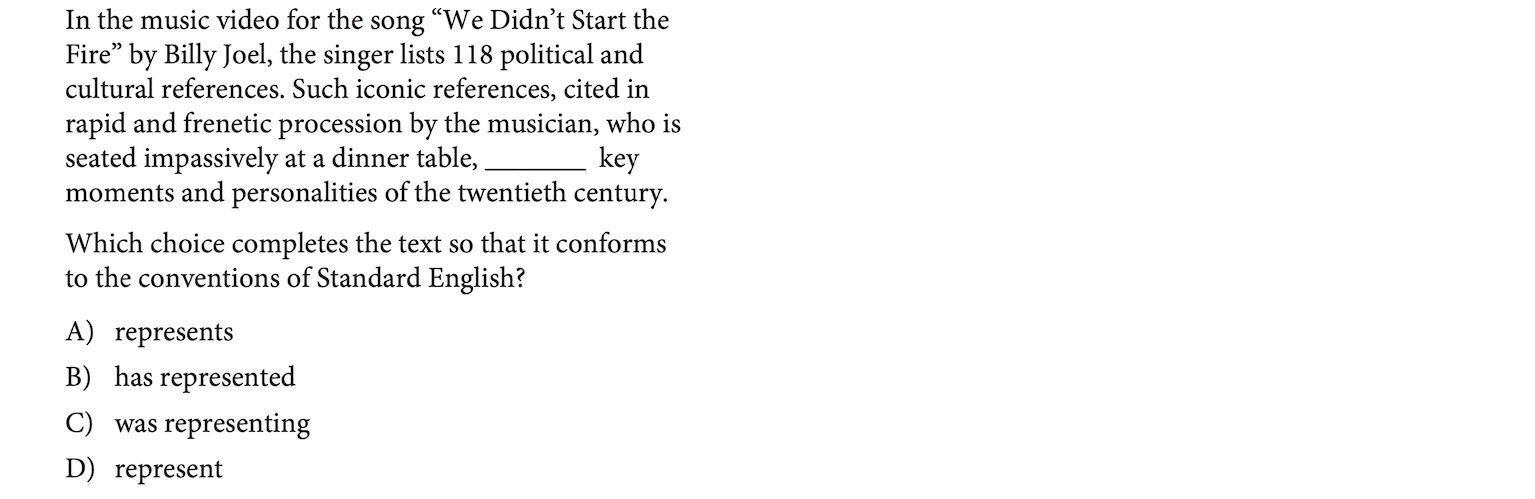 In the music video for the song “We Didn’t Start the
Fire” by Billy Joel, the singer lists 118 political and
cultural references. Such iconic references, cited in
rapid and frenetic procession by the musician, who is
seated impassively at a dinner table, ________ key
moments and personalities of the twentieth century.
Which choice completes the text so that it conforms
to the conventions of Standard English?
A) represents
B) has represented
C) was representing
D) represent